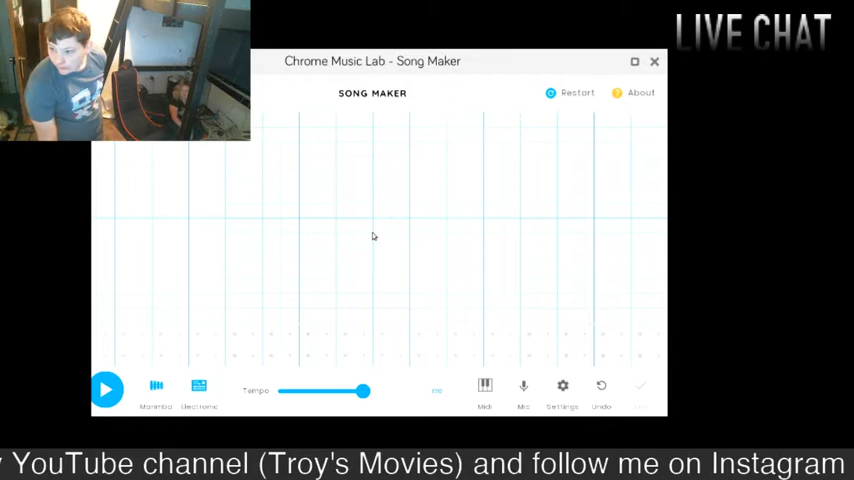 LIVE CHAT
Chrome Music Lab - Song Maker
SONG MAKER
Restart
? About
Marimba
Electronic
Tempo
Midi
Mic
Settings
Undo
YouTube channel (Troy's Movies) and follow me on Instagram